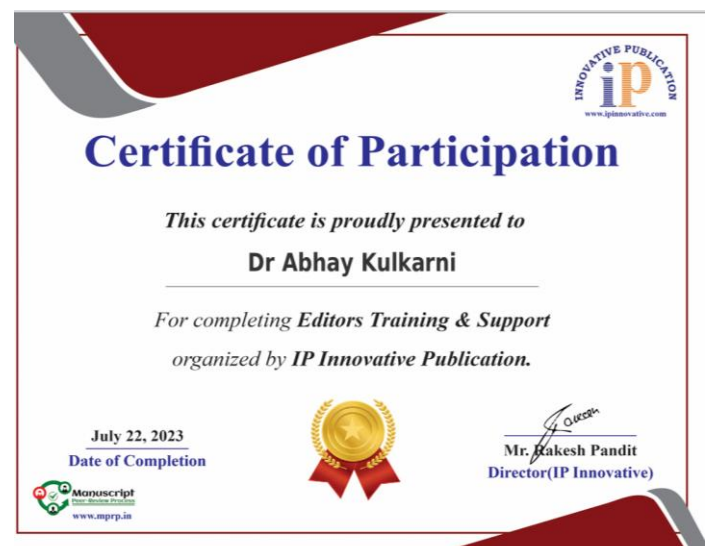 INNOVATIVE PUBLICATION
iP
www.ipinnovative.com
Certificate of Participation
This certificate is proudly presented to
Dr Abhay Kulkarni
For completing Editors Training & Support
organized by IP Innovative Publication.
July 22, 2023
Date of Completion
Mr. Rakesh Pandit
Director(IP Innovative)
Manuscript
Peer Review Process
www.mprp.in